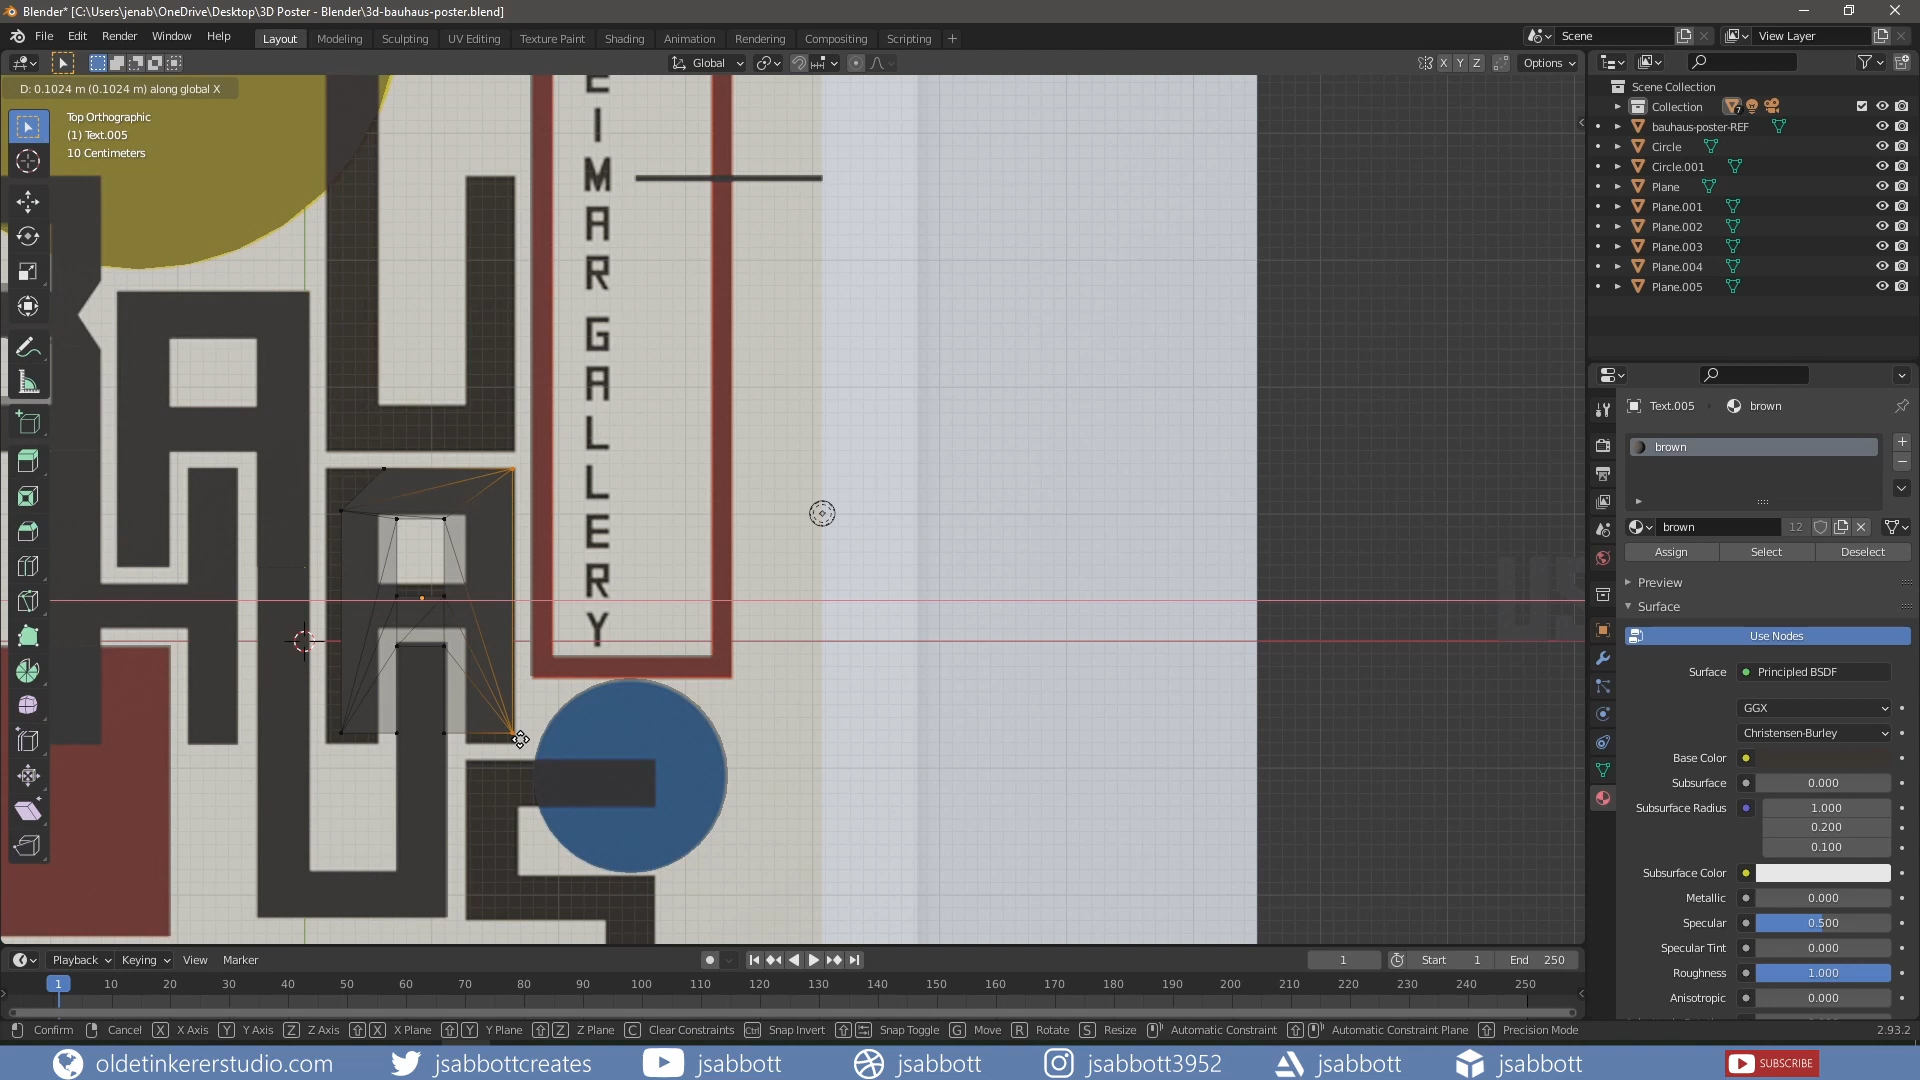 Blender* [C:\Users\jenab\OneDrive\Desktop\3D Poster - Blender\3d-bauhaus-poster.blend]
File Edit Render Window Help
Layout Modeling Sculpting UV Editing Texture Paint Shading Animation Rendering Compositing Scripting +
Scene
View Layer
Global
X Y Z
Options
D: 0.1024 m (0.1024 m) along global X
Top Orthographic
(1) Text.005
10 Centimeters
EIMAR GALLERY
Scene Collection
Collection 7
bauhaus-poster-REF
Circle
Circle.001
Plane
Plane.001
Plane.002
Plane.003
Plane.004
Plane.005
Text.005 brown
brown
brown 12
Assign Select Deselect
Preview
Surface
Use Nodes
Surface Principled BSDF
GGX
Christensen-Burley
Base Color
Subsurface 0.000
Subsurface Radius 1.000
0.200
0.100
Subsurface Color
Metallic 0.000
Specular 0.500
Specular Tint 0.000
Roughness 1.000
Anisotropic 0.000
Playback Keying View Marker
1 Start 1 End 250
1 10 20 30 40 50 60 70 80 90 100 110 120 130 140 150 160 170 180 190 200 210 220 230 240 250
Confirm Cancel X X Axis Y Y Axis Z Z Axis X X Plane Y Y Plane Z Z Plane C Clear Constraints Ctrl Snap Invert Snap Toggle G Move R Rotate S Resize Automatic Constraint Automatic Constraint Plane Precision Mode 2.93.2
oldetinkererstudio.com jsabbottcreates jsabbott jsabbott jsabbott3952 jsabbott jsabbott SUBSCRIBE